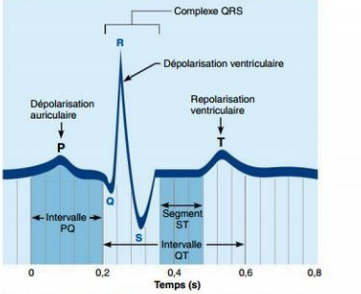 Complexe QRS
R
Dépolarisation ventriculaire
Dépolarisation
auriculaire
Repolarisation
ventriculaire
P
T
Q
S
Intervalle
PQ
Segment
ST
Intervalle
QT
0 0,2 0,4 0,6 0,8
Temps (s)